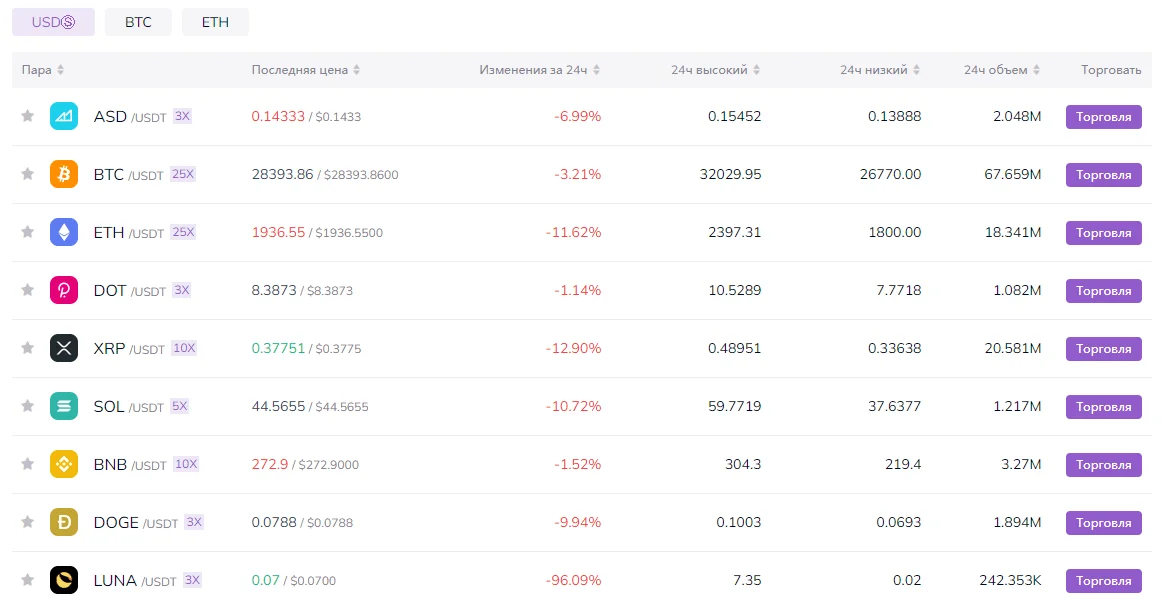 USDⓈ BTC ETH
Пара Последняя цена Изменения за 24ч 24ч высокий 24ч низкий 24ч объем Торговать
ASD /USDT 3X 0.14333 / $0.1433 -6.99% 0.15452 0.13888 2.048M Торговля
BTC /USDT 25X 28393.86 / $28393.8600 -3.21% 32029.95 26770.00 67.659M Торговля
ETH /USDT 25X 1936.55 / $1936.5500 -11.62% 2397.31 1800.00 18.341M Торговля
DOT /USDT 3X 8.3873 / $8.3873 -1.14% 10.5289 7.7718 1.082M Торговля
XRP /USDT 10X 0.37751 / $0.3775 -12.90% 0.48951 0.33638 20.581M Торговля
SOL /USDT 5X 44.5655 / $44.5655 -10.72% 59.7719 37.6377 1.217M Торговля
BNB /USDT 10X 272.9 / $272.9000 -1.52% 304.3 219.4 3.27M Торговля
DOGE /USDT 3X 0.0788 / $0.0788 -9.94% 0.1003 0.0693 1.894M Торговля
LUNA /USDT 3X 0.07 / $0.0700 -96.09% 7.35 0.02 242.353K Торговля